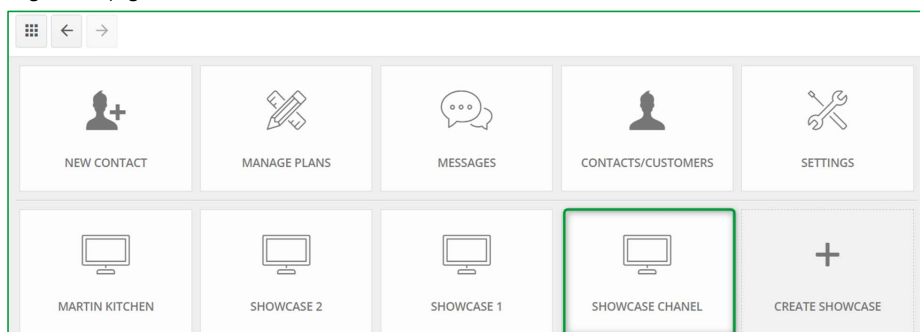 NEW CONTACT
MANAGE PLANS
MESSAGES
CONTACTS/CUSTOMERS
SETTINGS
MARTIN KITCHEN
SHOWCASE 2
SHOWCASE 1
SHOWCASE CHANEL
CREATE SHOWCASE